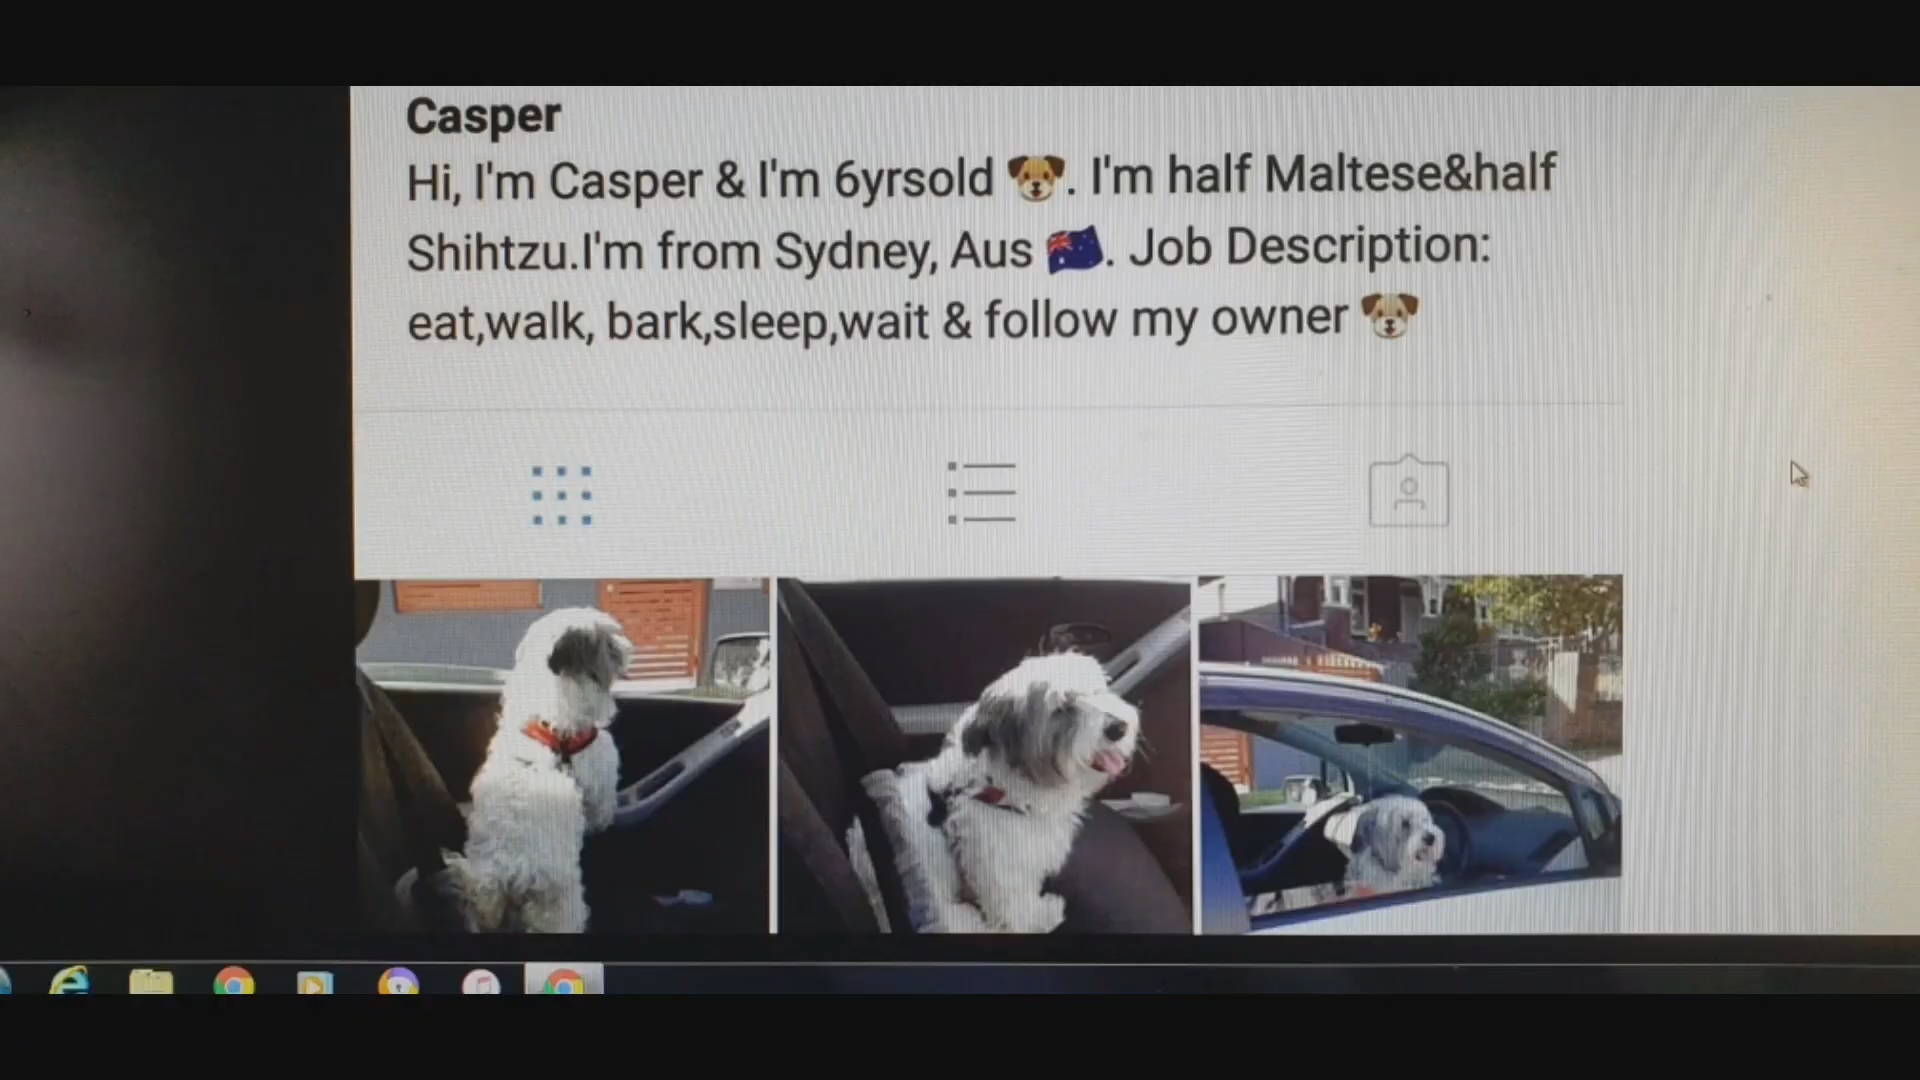 Casper
Hi, I'm Casper & I'm 6yrsold 🐶. I'm half Maltese&half
Shihtzu.I'm from Sydney, Aus 🇦🇺. Job Description:
eat,walk, bark,sleep,wait & follow my owner 🐶